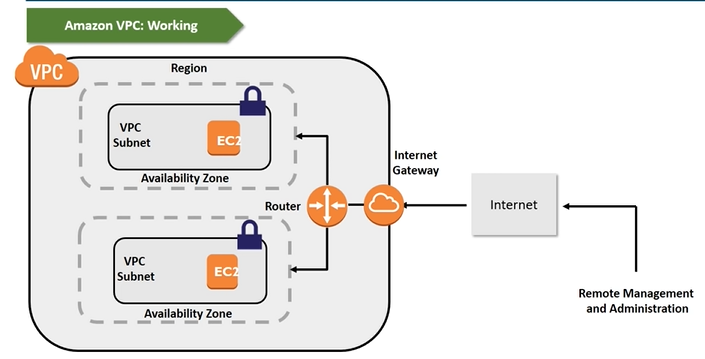 Amazon VPC: Working
VPC
Region
VPC
Subnet
EC2
Availability Zone
Internet
Gateway
Router
Internet
VPC
Subnet
EC2
Availability Zone
Remote Management
and Administration